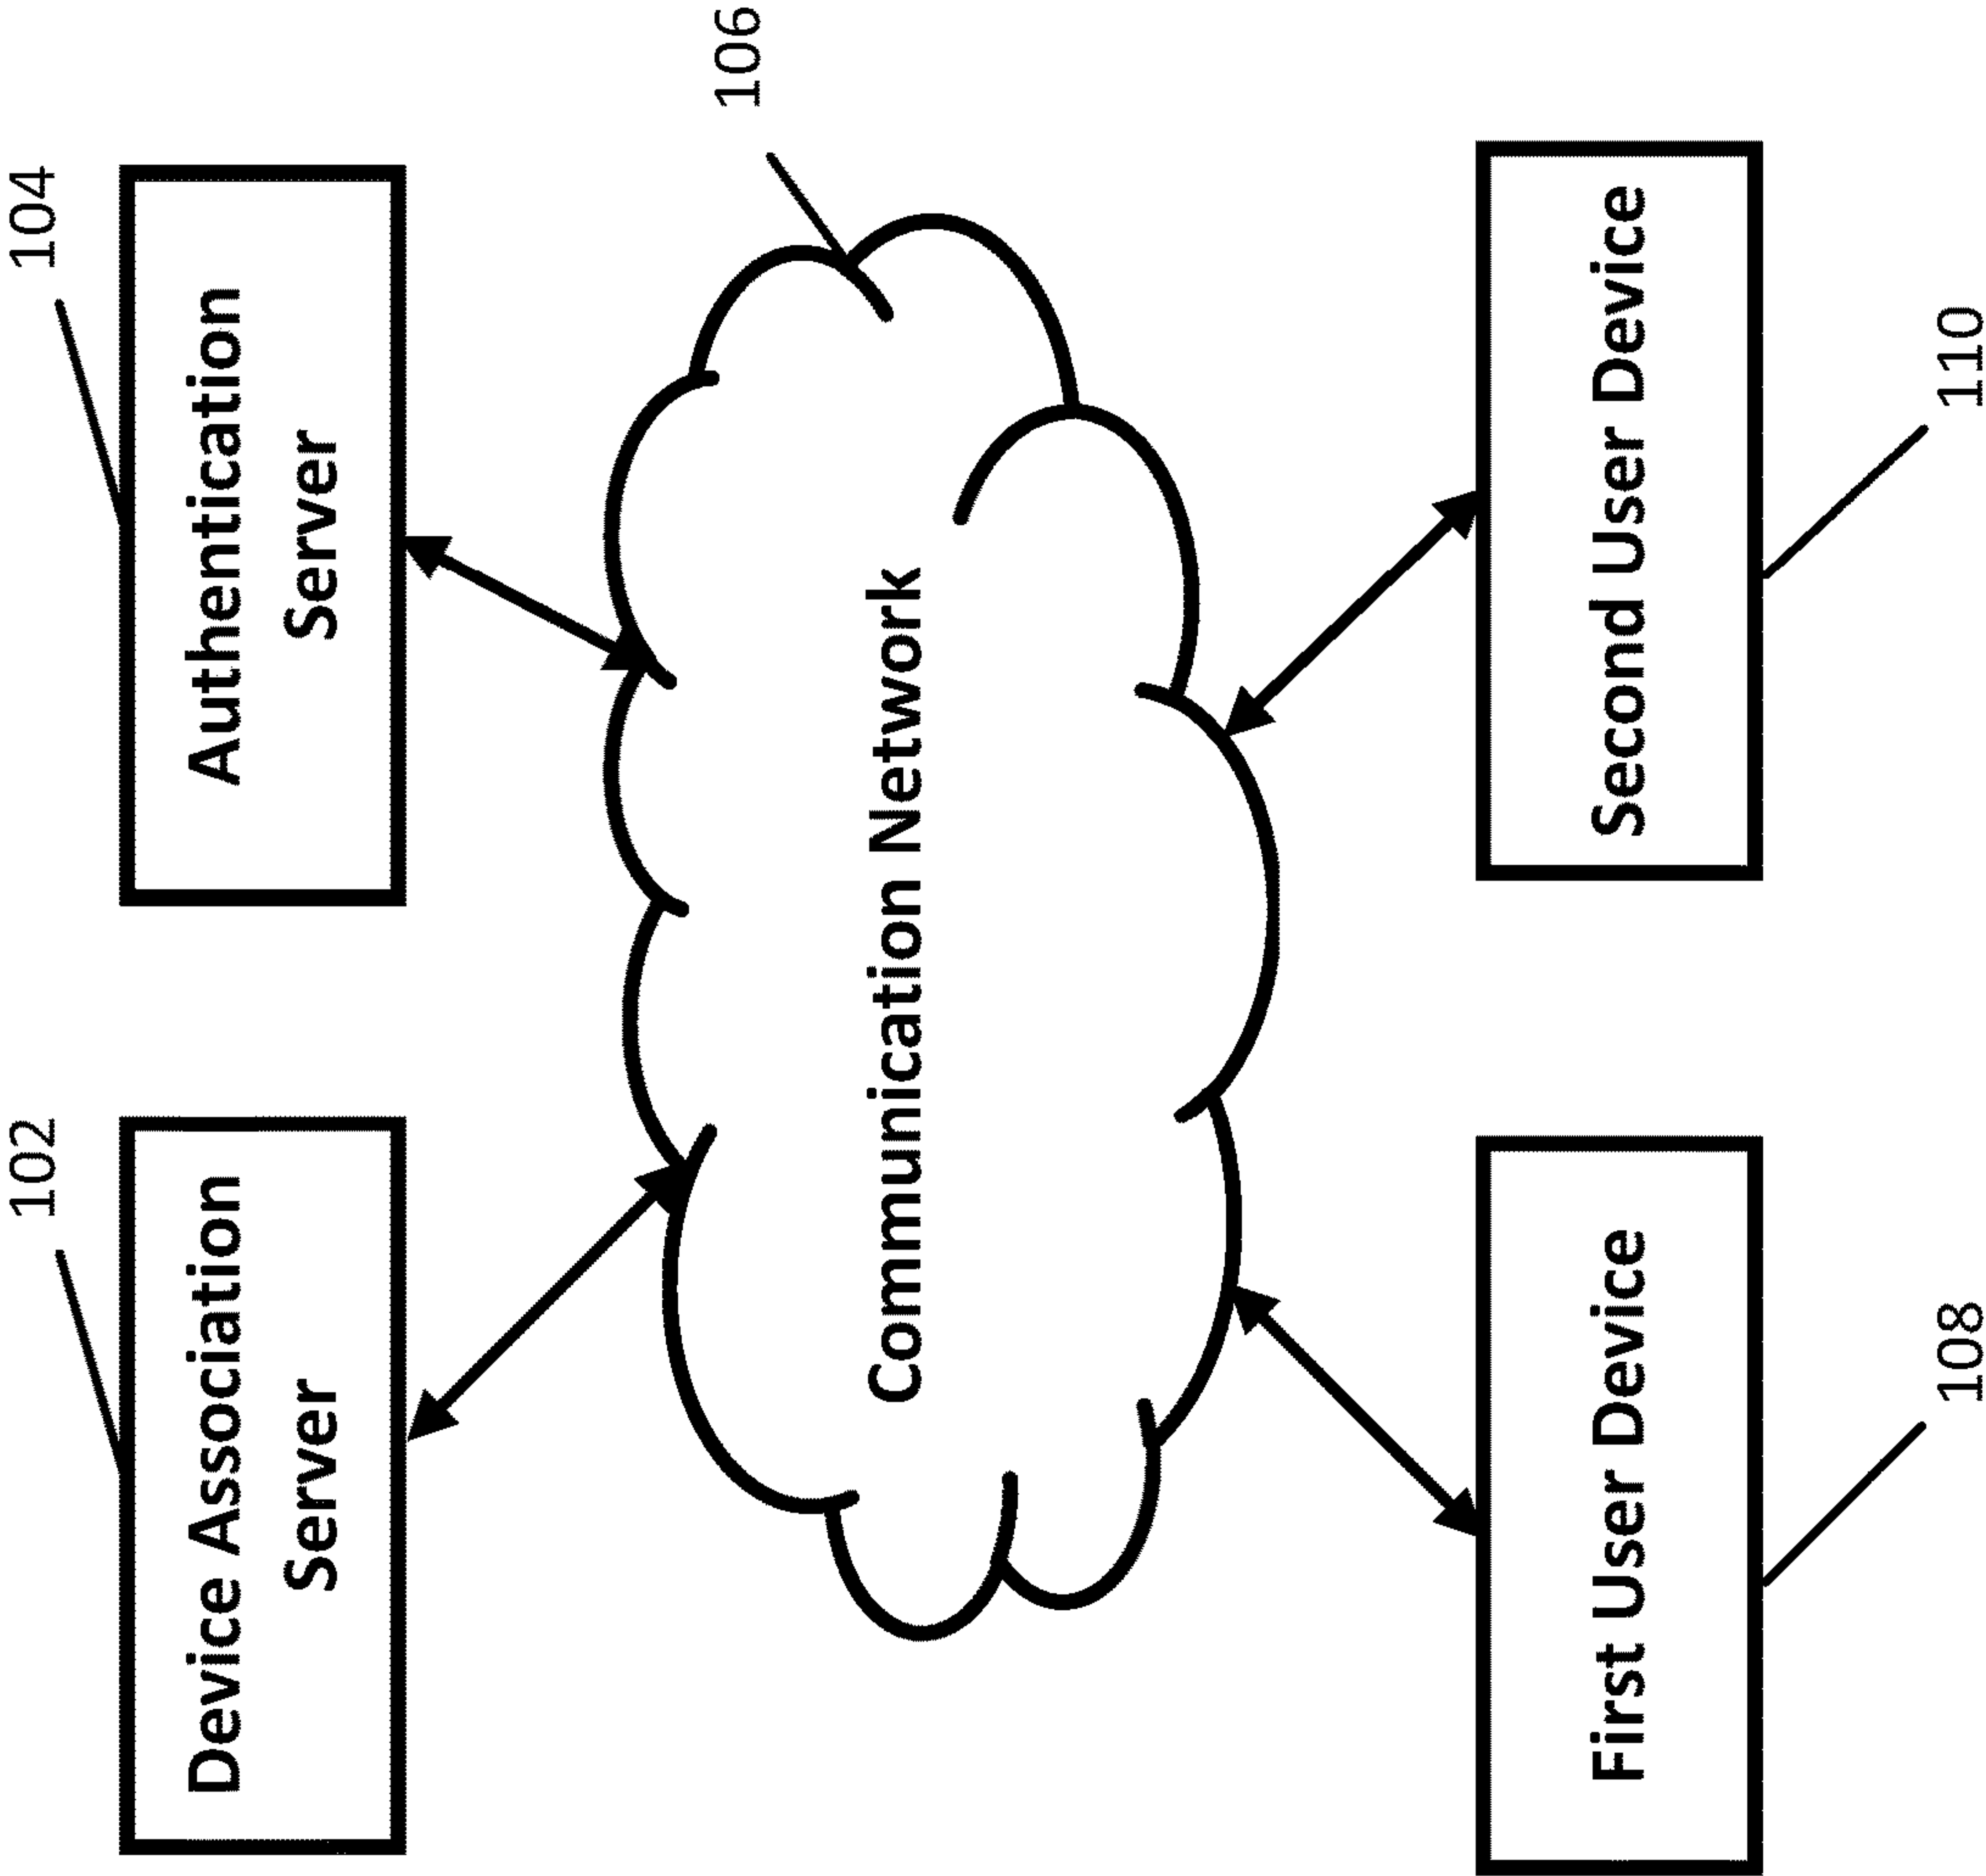 102
104
Device Association
Server
Authentication
Server
106
Communication Network
First User Device
Second User Device
108
110